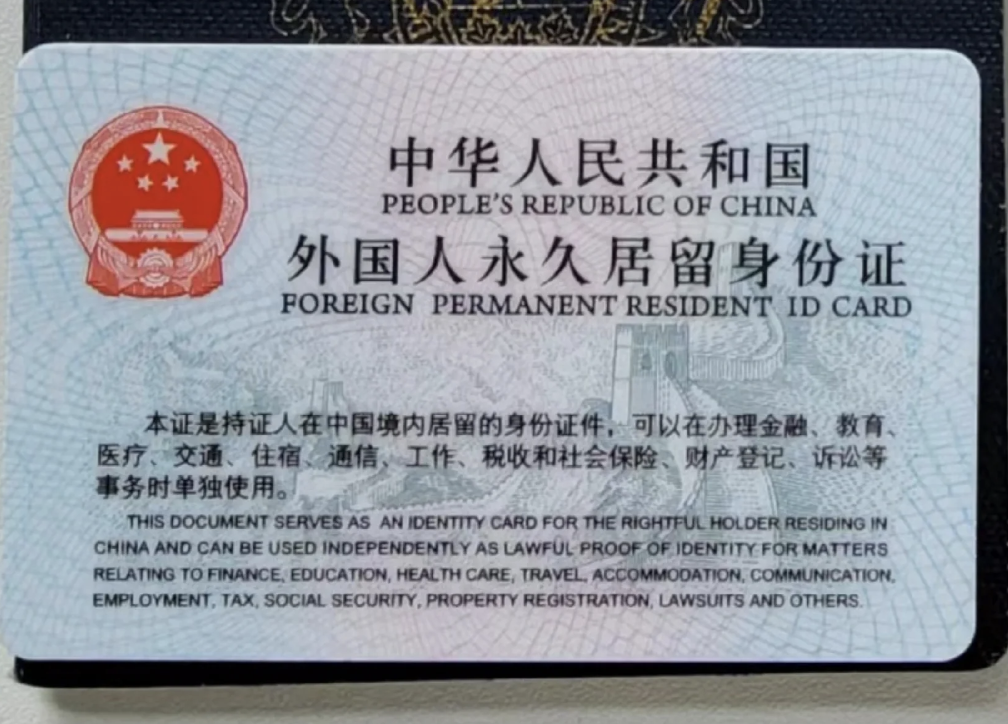 中华人民共和国
PEOPLE'S REPUBLIC OF CHINA
外国人永久居留身份证
FOREIGN PERMANENT RESIDENT ID CARD
本证是持证人在中国境内居留的身份证件，可以在办理金融、教育、
医疗、交通、住宿、通信、工作、税收和社会保险、财产登记、诉讼等
事务时单独使用。
THIS DOCUMENT SERVES AS AN IDENTITY CARD FOR THE RIGHTFUL HOLDER RESIDING IN
CHINA AND CAN BE USED INDEPENDENTLY AS LAWFUL PROOF OF IDENTITY FOR MATTERS
RELATING TO FINANCE, EDUCATION, HEALTH CARE, TRAVEL, ACCOMMODATION, COMMUNICATION,
EMPLOYMENT, TAX, SOCIAL SECURITY, PROPERTY REGISTRATION, LAWSUITS AND OTHERS.